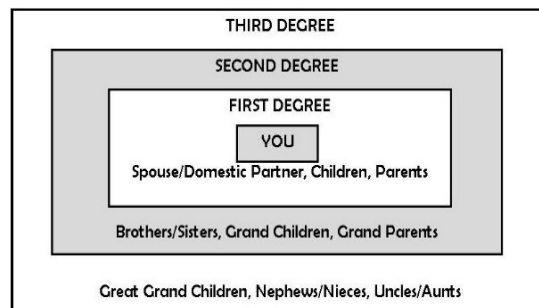 THIRD DEGREE
SECOND DEGREE
FIRST DEGREE
YOU
Spouse/Domestic Partner, Children, Parents
Brothers/Sisters, Grand Children, Grand Parents
Great Grand Children, Nephews/Nieces, Uncles/Aunts